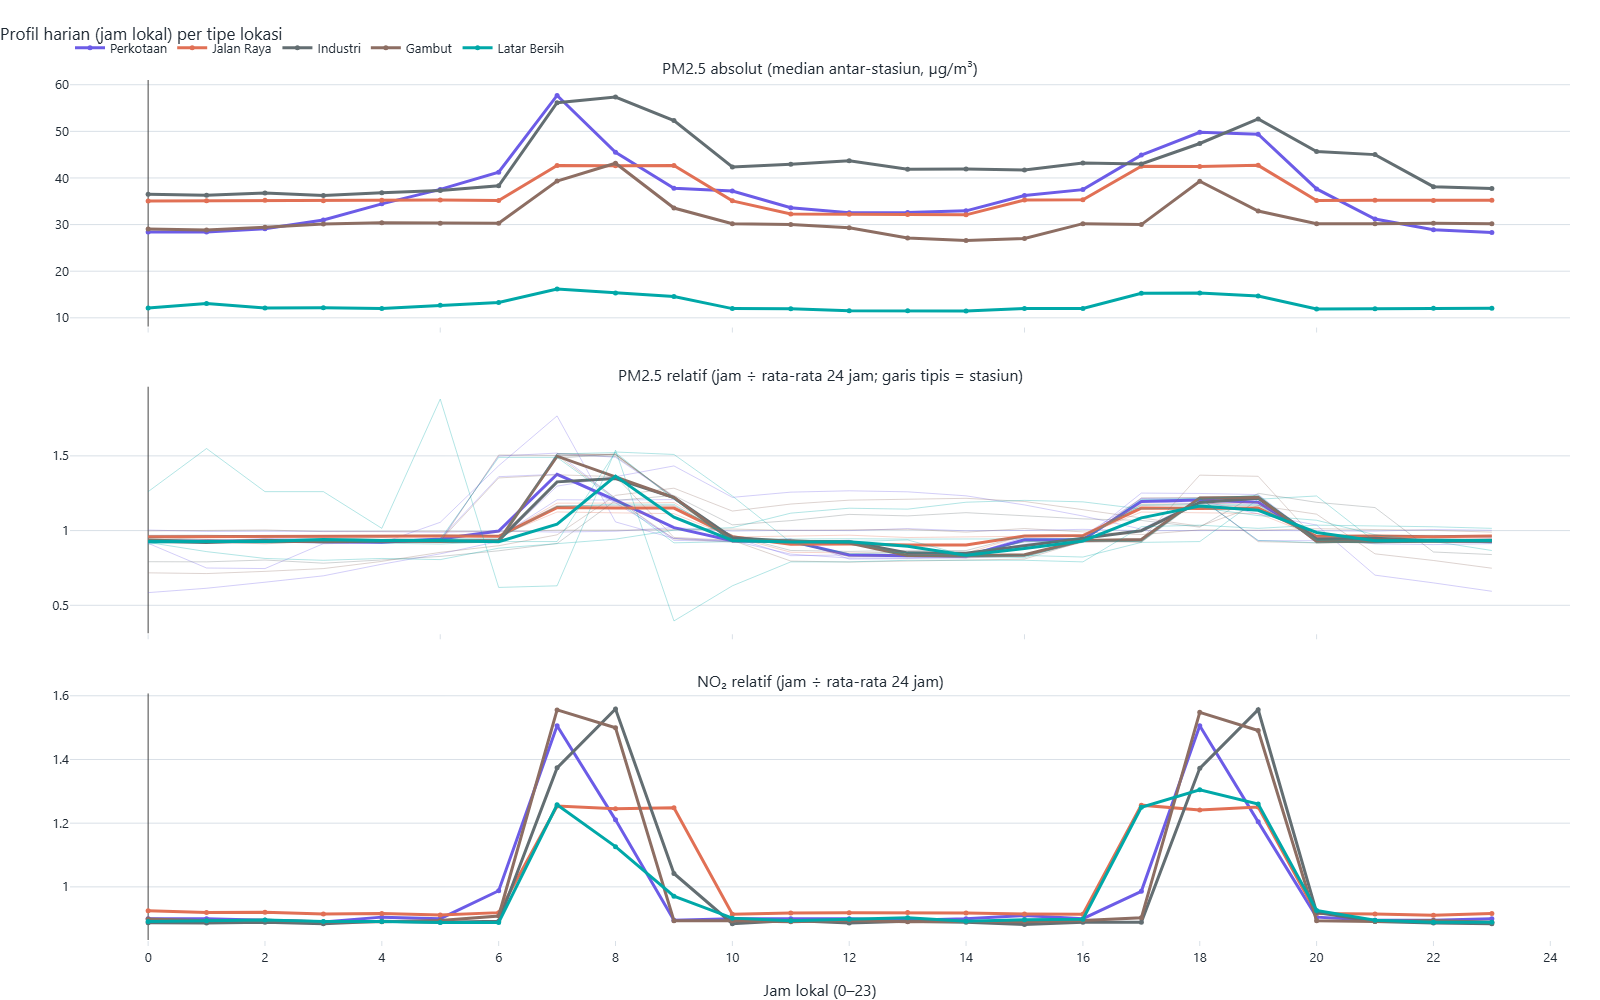 Profil harian (jam lokal) per tipe lokasi
Perkotaan Jalan Raya Industri Gambut Latar Bersih
PM2.5 absolut (median antar-stasiun, µg/m³)
60
50
40
30
20
10
PM2.5 relatif (jam ÷ rata-rata 24 jam; garis tipis = stasiun)
1.5
1
0.5
NO₂ relatif (jam ÷ rata-rata 24 jam)
1.6
1.4
1.2
1
0 2 4 6 8 10 12 14 16 18 20 22 24
Jam lokal (0–23)